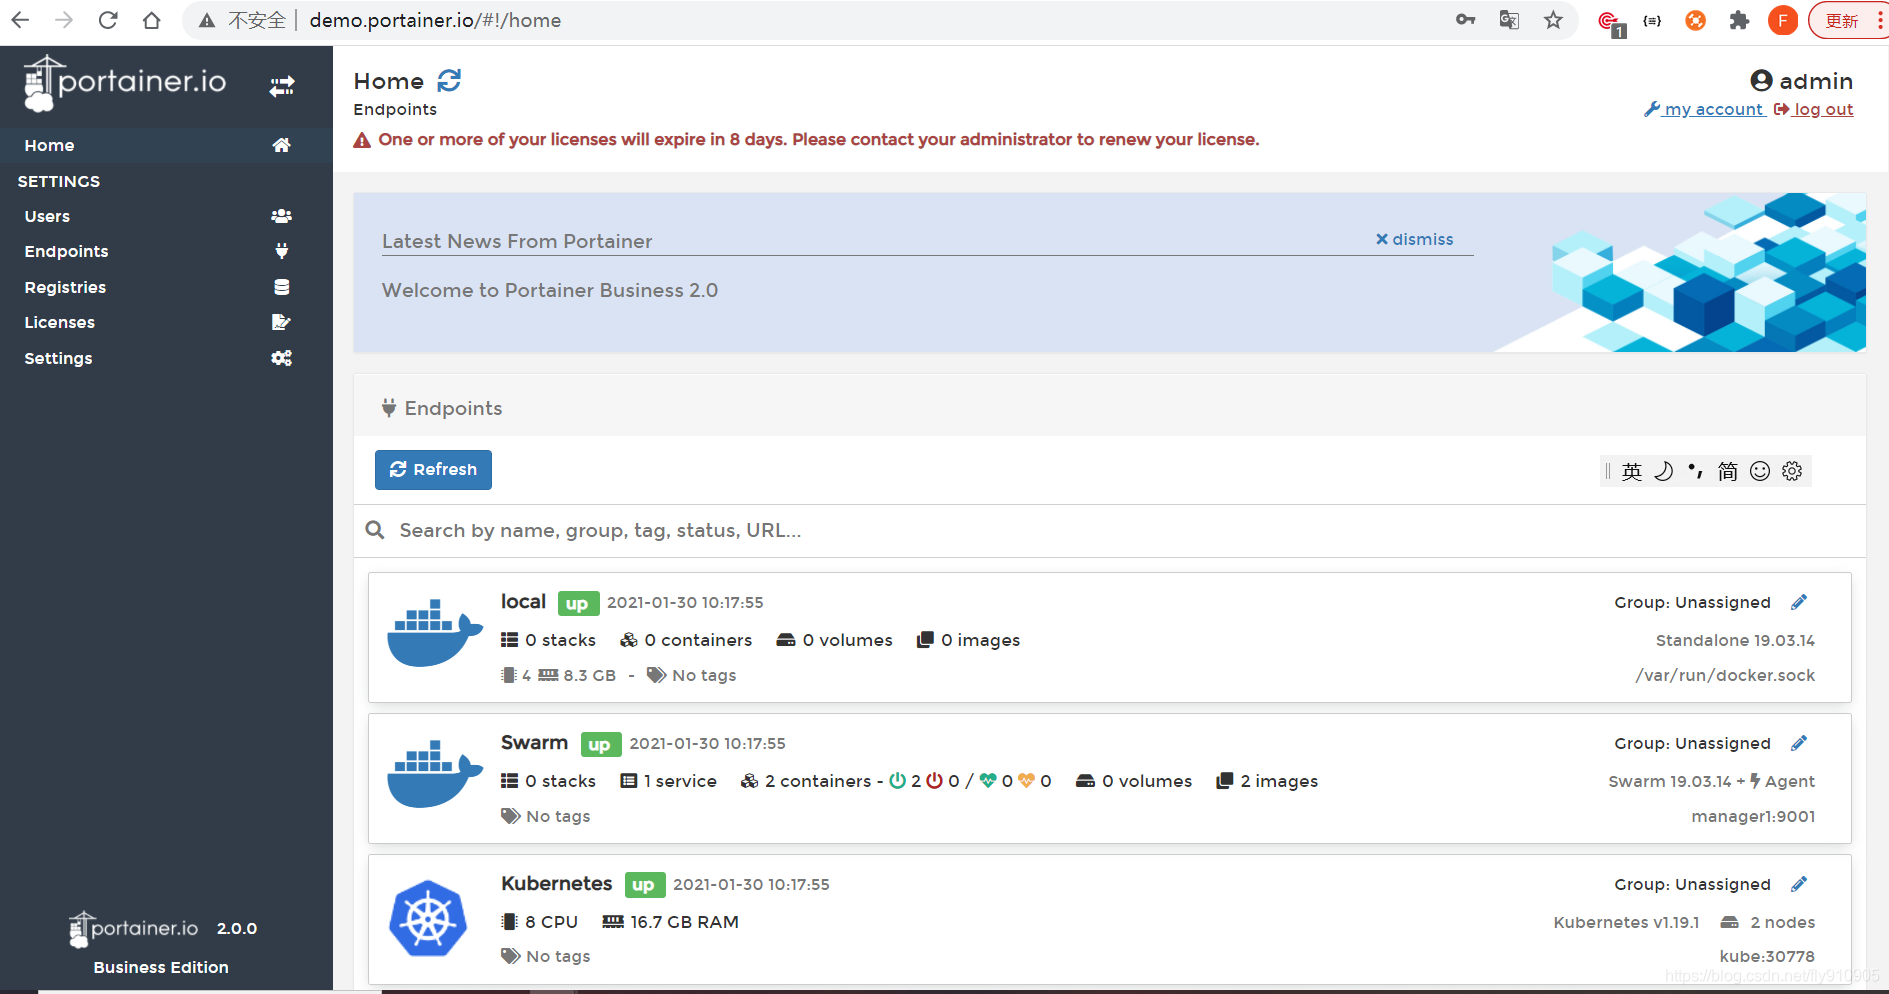 不安全 demo.portainer.io/#!/home 1 F 更新
portainer.io
Home
SETTINGS
Users
Endpoints
Registries
Licenses
Settings
portainer.io 2.0.0
Business Edition
Home
Endpoints
admin
my account log out
One or more of your licenses will expire in 8 days. Please contact your administrator to renew your license.
Latest News From Portainer
dismiss
Welcome to Portainer Business 2.0
Endpoints
Refresh
英 简
Search by name, group, tag, status, URL...
local up 2021-01-30 10:17:55 Group: Unassigned
0 stacks 0 containers 0 volumes 0 images Standalone 19.03.14
4 8.3 GB - No tags /var/run/docker.sock
Swarm up 2021-01-30 10:17:55 Group: Unassigned
0 stacks 1 service 2 containers - 2 0 / 0 0 0 volumes 2 images Swarm 19.03.14 + Agent
No tags manager1:9001
Kubernetes up 2021-01-30 10:17:55 Group: Unassigned
8 CPU 16.7 GB RAM Kubernetes v1.19.1 2 nodes
No tags kube:30778
https://blog.csdn.net/fly910905